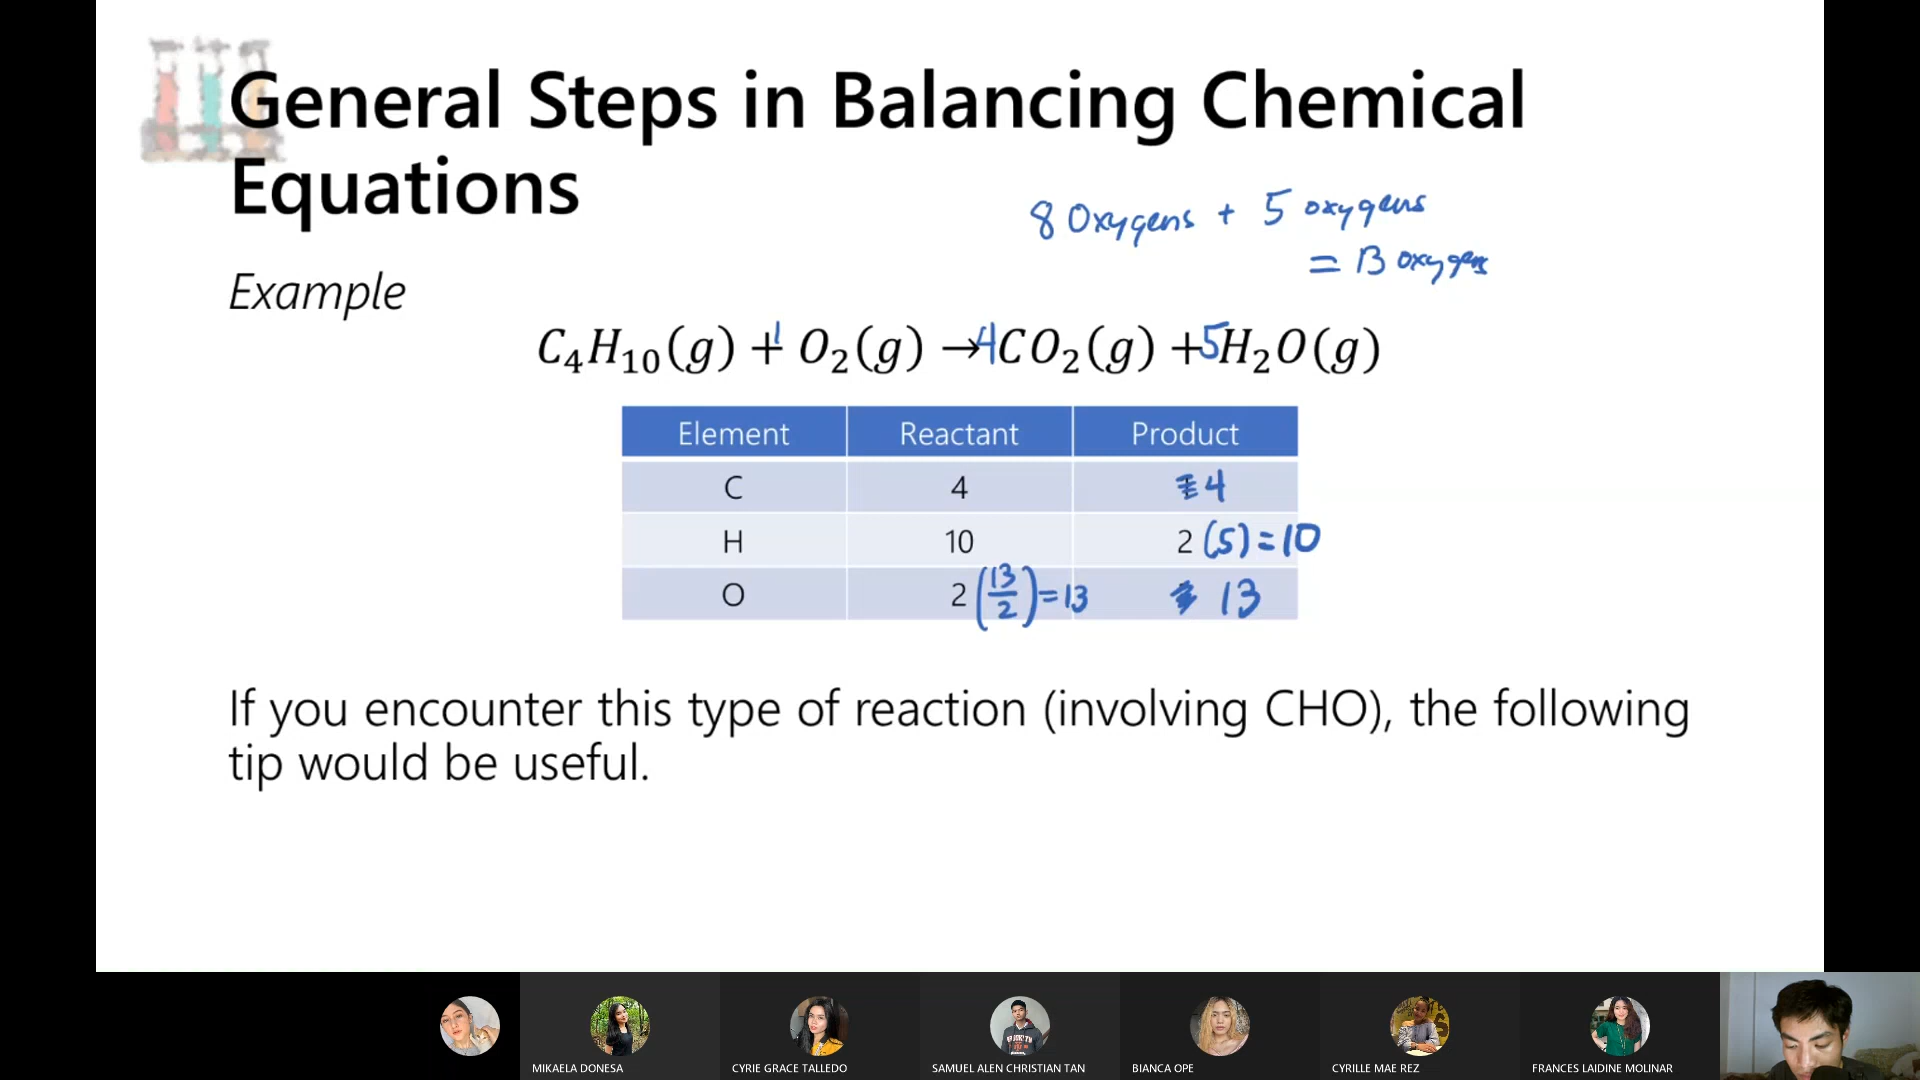 General Steps in Balancing Chemical
Equations
8 Oxygens + 5 oxygens
= 13 oxygens
Example
C₄H₁₀(g) + 1 O₂(g) → 4CO₂(g) + 5H₂O(g)
Element Reactant Product
C 4 4
H 10 2 (5) = 10
O 2 (13/2) = 13 13
If you encounter this type of reaction (involving CHO), the following
tip would be useful.
MIKAELA DONESA
CYRIE GRACE TALLEDO
SAMUEL ALEN CHRISTIAN TAN
BIANCA OPE
CYRILLE MAE REZ
FRANCES LAIDINE MOLINAR